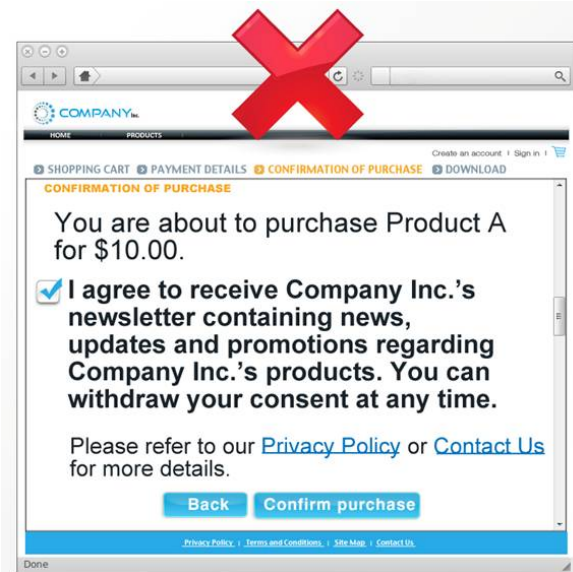 COMPANY Inc.
HOME PRODUCTS
Create an account | Sign in |
SHOPPING CART PAYMENT DETAILS CONFIRMATION OF PURCHASE DOWNLOAD
CONFIRMATION OF PURCHASE
You are about to purchase Product A
for $10.00.
I agree to receive Company Inc.'s
newsletter containing news,
updates and promotions regarding
Company Inc.'s products. You can
withdraw your consent at any time.
Please refer to our Privacy Policy or Contact Us
for more details.
Back Confirm purchase
Privacy Policy | Terms and Conditions | Site Map | Contact Us
Done